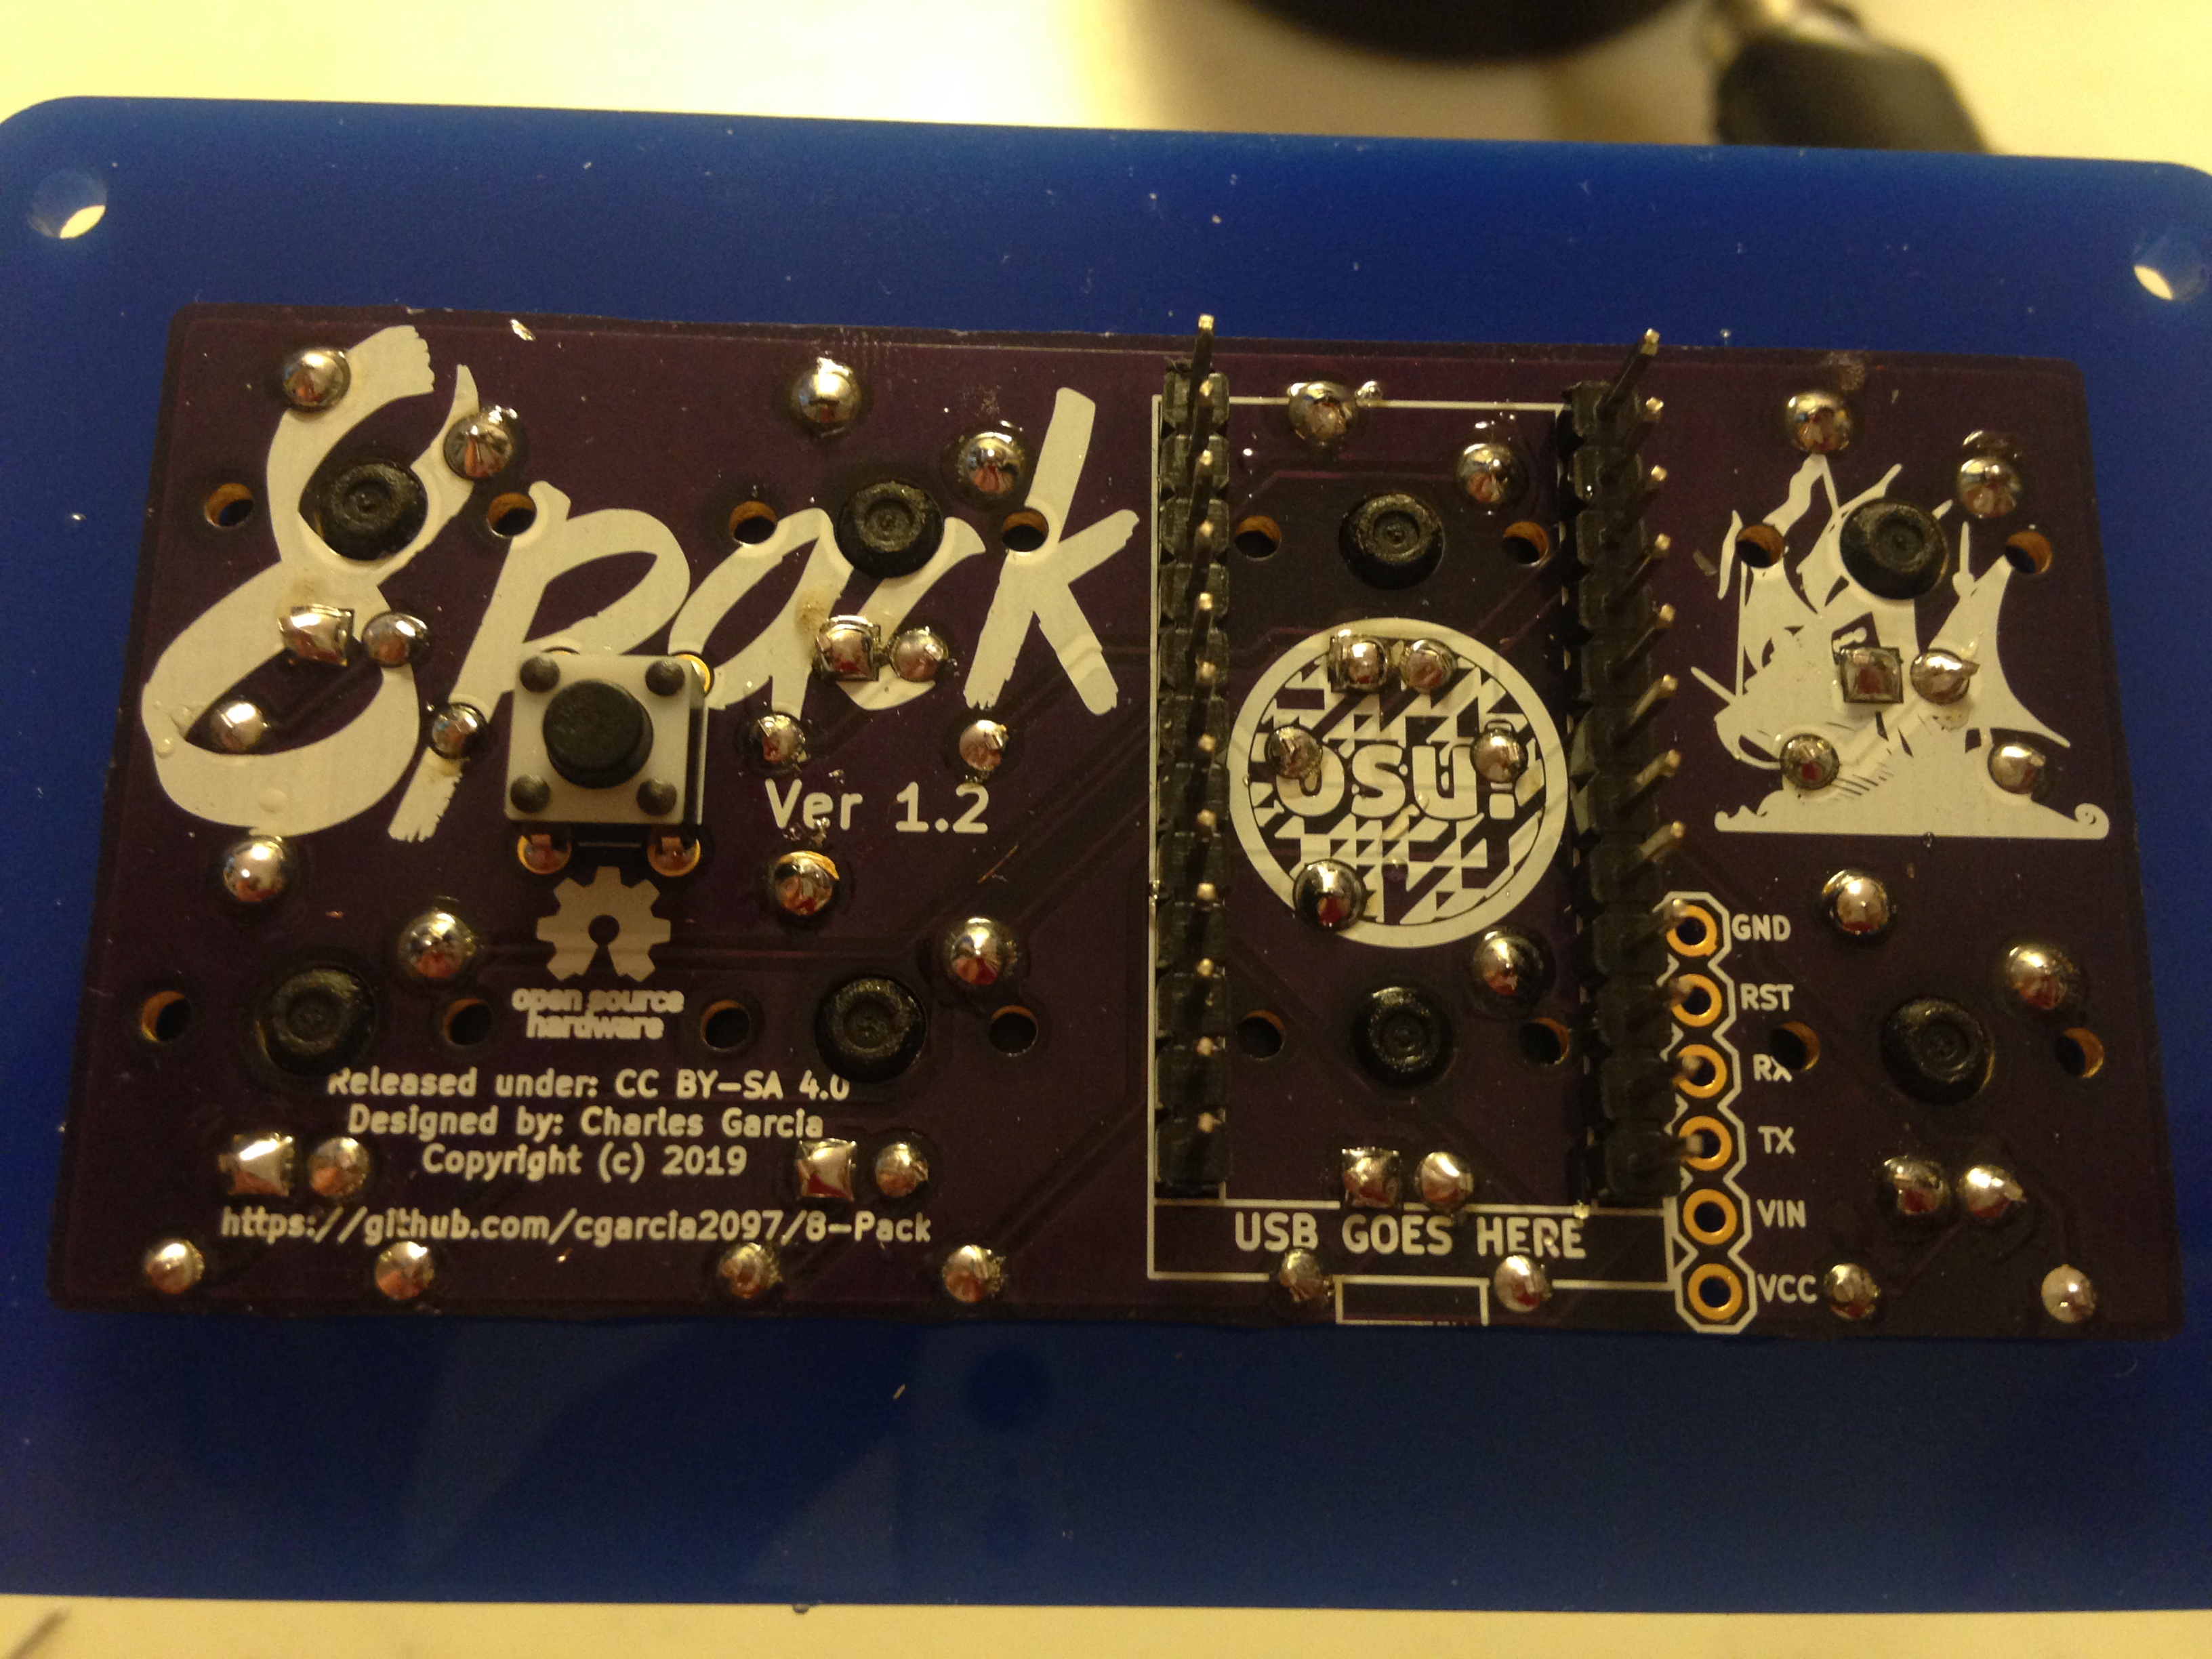 8pack
Ver 1.2
open source
hardware
Released under: CC BY-SA 4.0
Designed by: Charles Garcia
Copyright (c) 2019
https://github.com/cgarcia2097/8-Pack
osu!
USB GOES HERE
GND
RST
RX
TX
VIN
VCC